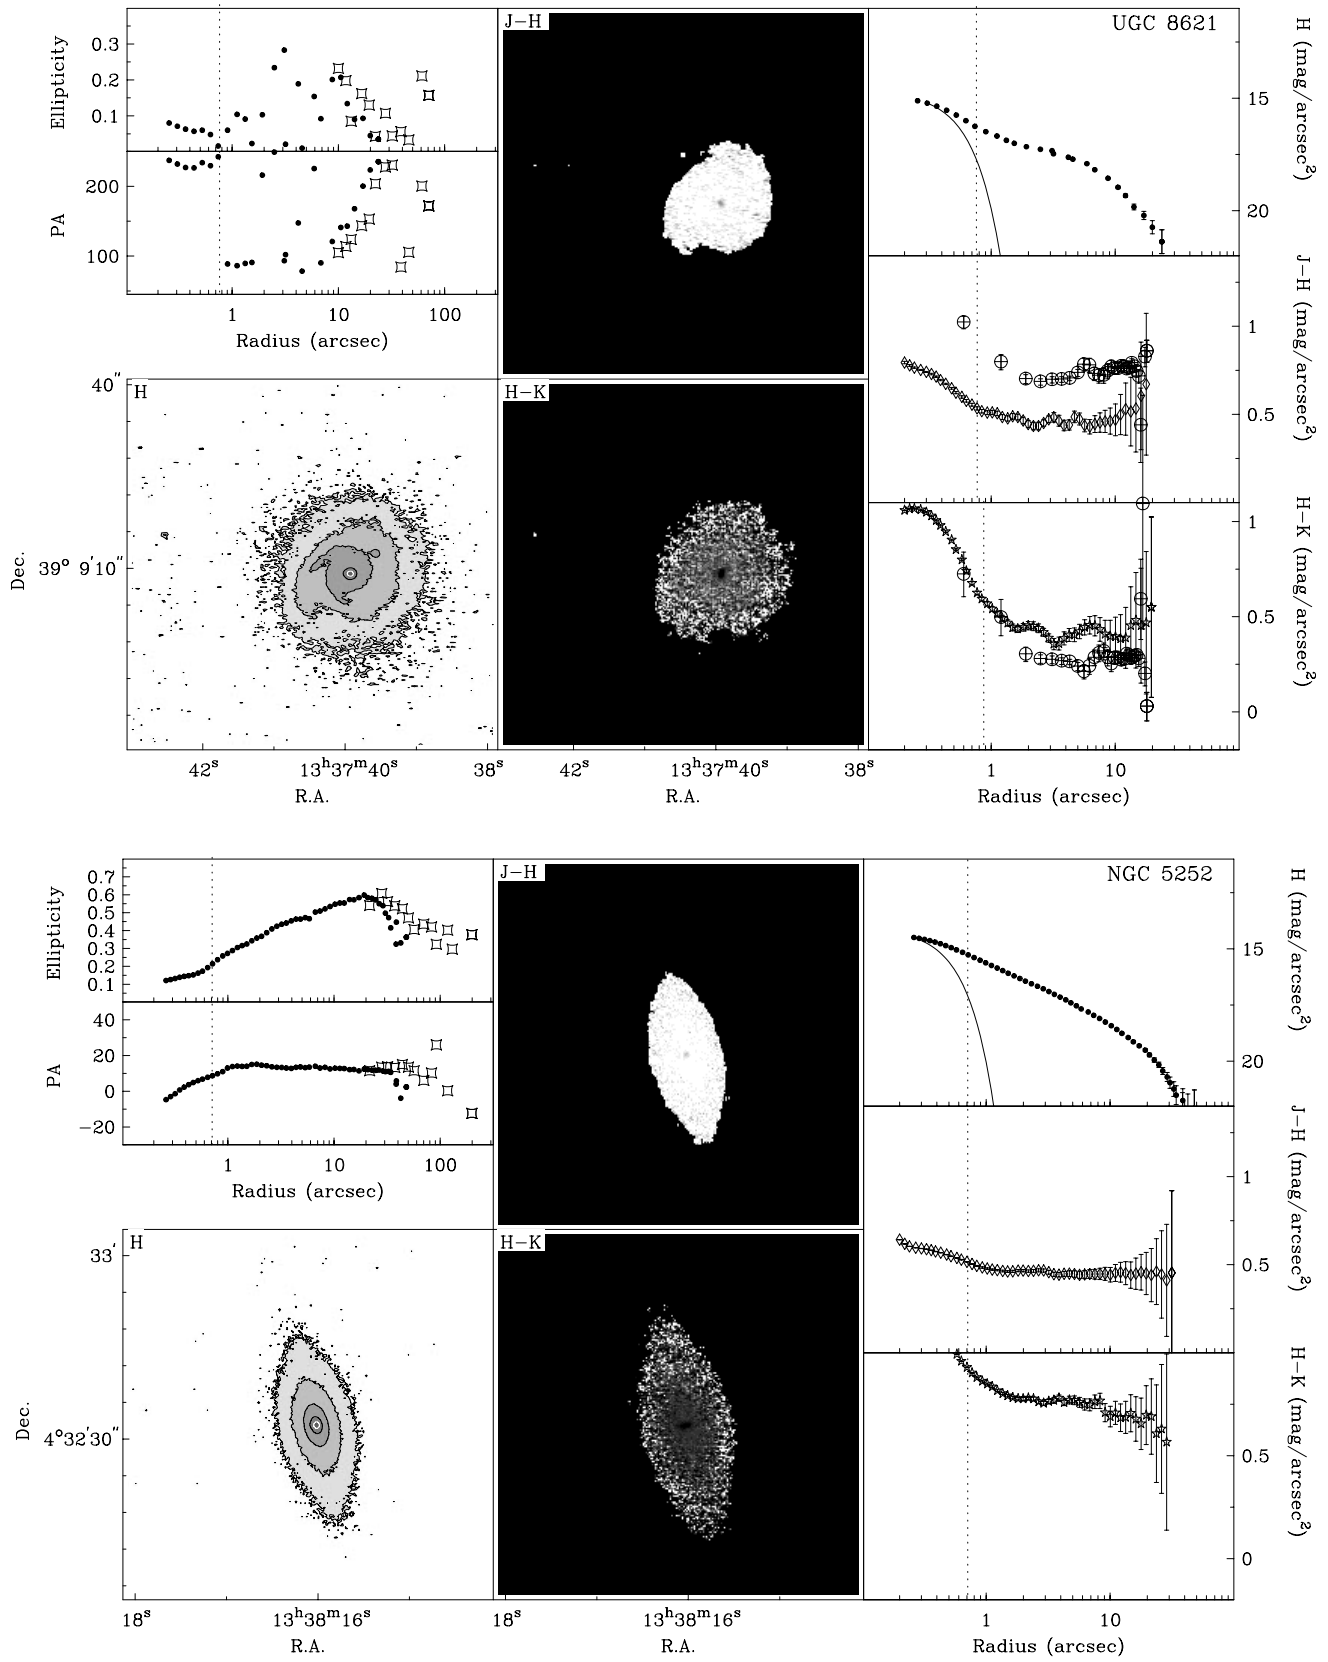 J−H
UGC 8621
H (mag/arcsec²)
Ellipticity
0.3
0.2
0.1
PA
200
100
1
10
100
Radius (arcsec)
15
20
J−H (mag/arcsec²)
1
0.5
H
H−K
40″
Dec.
39° 9′10″
H−K (mag/arcsec²)
1
0.5
0
42ˢ
13ʰ37ᵐ40ˢ
38ˢ
R.A.
42ˢ
13ʰ37ᵐ40ˢ
38ˢ
R.A.
1
10
Radius (arcsec)
J−H
NGC 5252
H (mag/arcsec²)
Ellipticity
0.7
0.6
0.5
0.4
0.3
0.2
0.1
PA
40
20
0
−20
1
10
100
Radius (arcsec)
15
20
J−H (mag/arcsec²)
1
0.5
H
H−K
33′
Dec.
4°32′30″
H−K (mag/arcsec²)
0.5
0
18ˢ
13ʰ38ᵐ16ˢ
R.A.
18ˢ
13ʰ38ᵐ16ˢ
R.A.
1
10
Radius (arcsec)